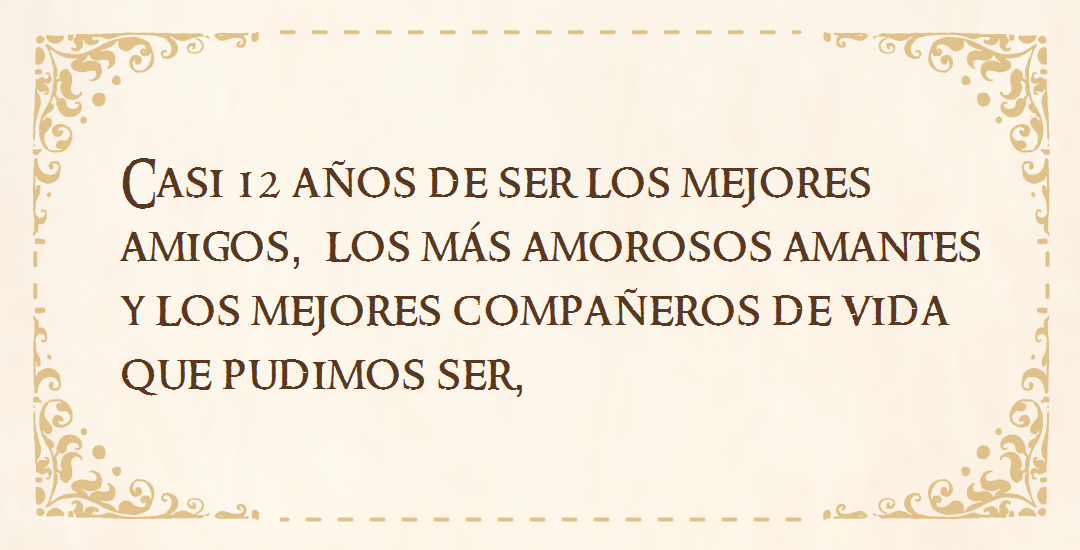 Casi 12 años de ser los mejores
amigos,  los más amorosos amantes
y los mejores compañeros de vida
que pudimos ser,